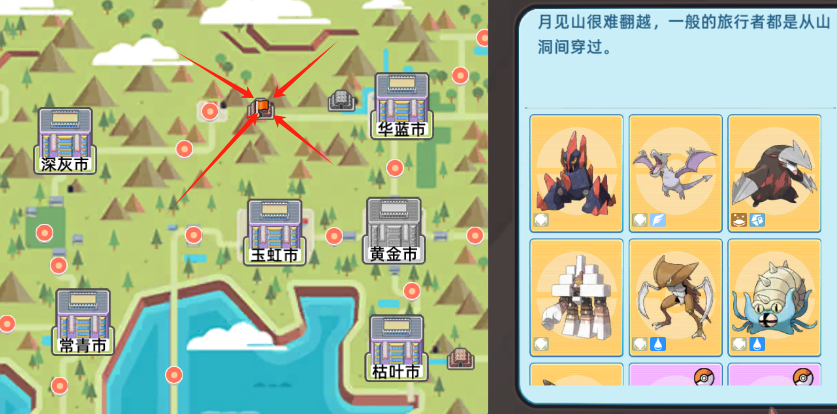 月见山很难翻越，一般的旅行者都是从山
洞间穿过。
华蓝市
深灰市
玉虹市
黄金市
常青市
枯叶市